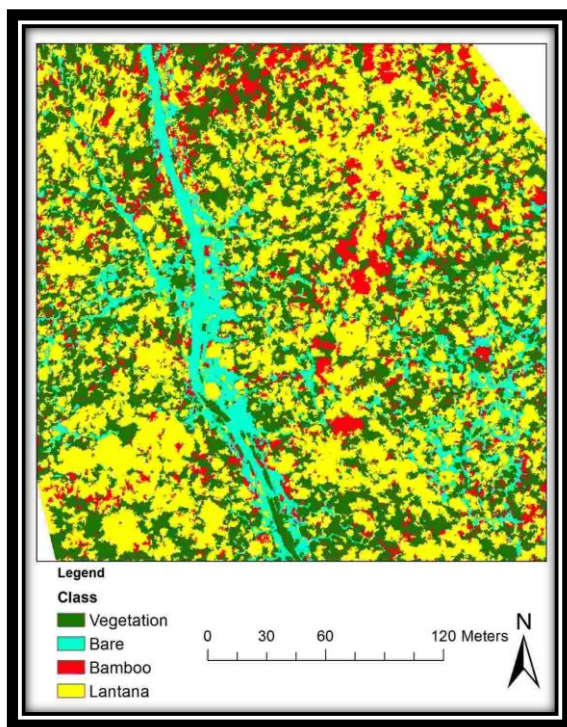 Legend
Class
Vegetation
Bare
Bamboo
Lantana
0 30 60 120 Meters
N